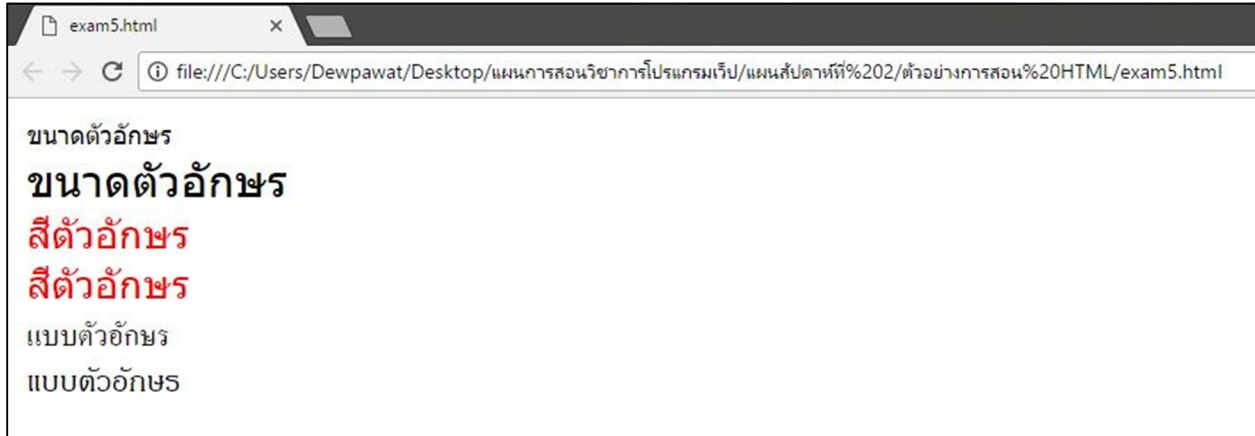 exam5.html
file:///C:/Users/Dewpawat/Desktop/แผนการสอนวิชาการโปรแกรมเว็ป/แผนสัปดาห์ที่%202/ตัวอย่างการสอน%20HTML/exam5.html
ขนาดตัวอักษร
ขนาดตัวอักษร
สีตัวอักษร
สีตัวอักษร
แบบตัวอักษร
แบบตัวอักษร